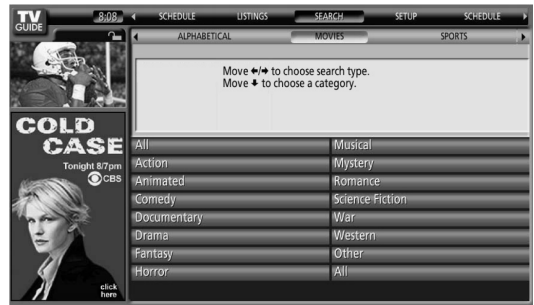 TV
GUIDE
8:08
SCHEDULE LISTINGS SEARCH SETUP SCHEDULE
ALPHABETICAL MOVIES SPORTS
Move ←/→ to choose search type.
Move ↓ to choose a category.
COLD
CASE
Tonight 8/7pm
CBS
click
here
All Musical
Action Mystery
Animated Romance
Comedy Science Fiction
Documentary War
Drama Western
Fantasy Other
Horror All